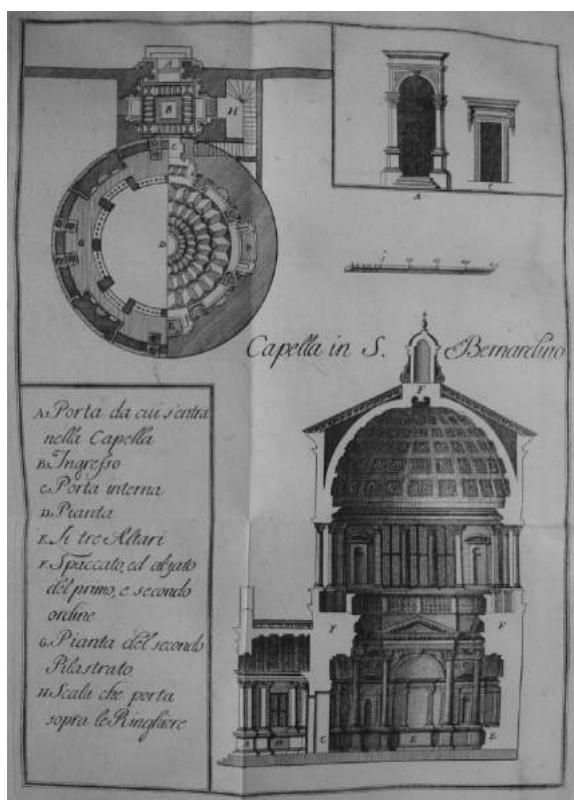 A
B
H
C
G
D
E
A
C
Capella in S. Bernardino
A. Porta da cui s'entra
nella Capella
B. Ingresso
C. Porta interna
D. Pianta
E. Li tre Altari
F. Spaccato, ed alzato
del primo, e secondo
ordine
G. Pianta del secondo
Pilastrato
H. Scala che porta
sopra le Ringhiere
F
F
F
C
E
E